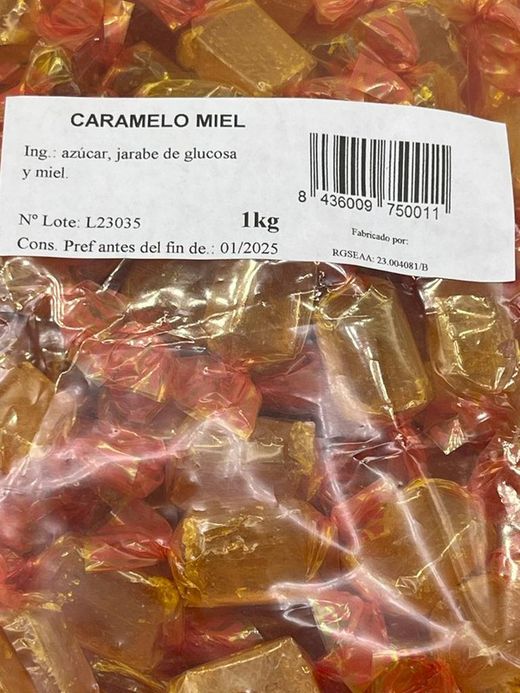 CARAMELO MIEL
Ing.: azúcar, jarabe de glucosa
y miel.
Nº Lote: L23035
1kg
Cons. Pref antes del fin de.: 01/2025
8 436009 750011
Fabricado por:
RGSEAA: 23.004081/B